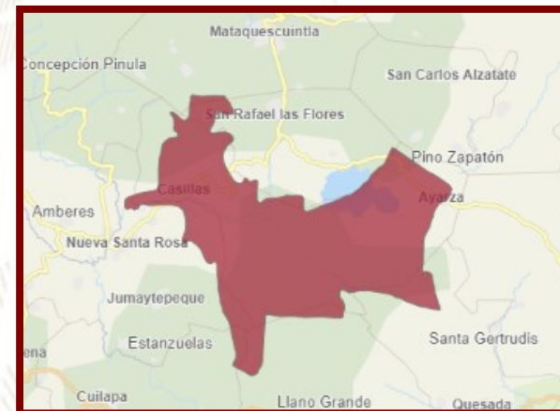 Mataquescuintla
Concepción Pinula
San Carlos Alzatate
San Rafael las Flores
Pino Zapatón
Casillas
Ayarza
Amberes
Nueva Santa Rosa
Jumaytepeque
Santa Gertrudis
Estanzuelas
ena
Cuilapa
Llano Grande
Quesada